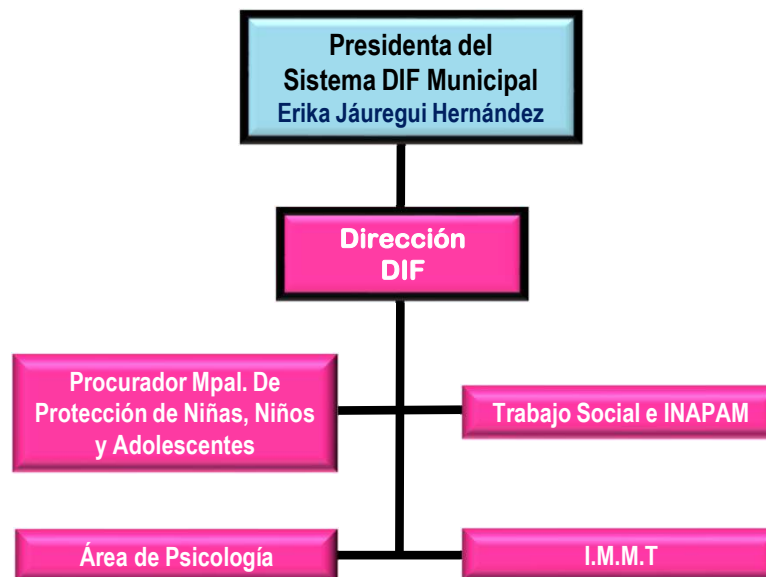 Presidenta del
Sistema DIF Municipal
Erika Jáuregui Hernández
Dirección
DIF
Procurador Mpal. De
Protección de Niñas, Niños
y Adolescentes
Trabajo Social e INAPAM
Área de Psicología
I.M.M.T